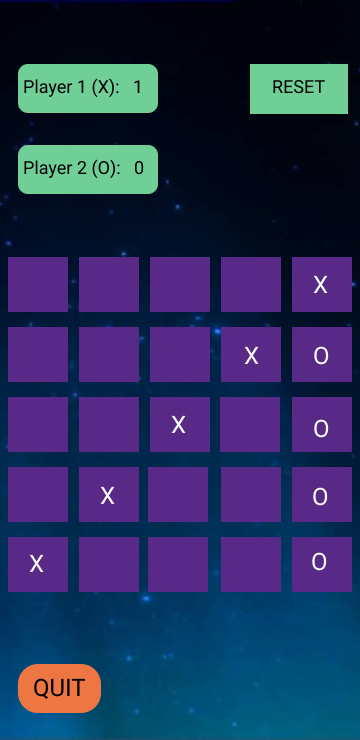 Player 1 (X): 1
RESET
Player 2 (O): 0
X
X O
X O
X O
X O
QUIT